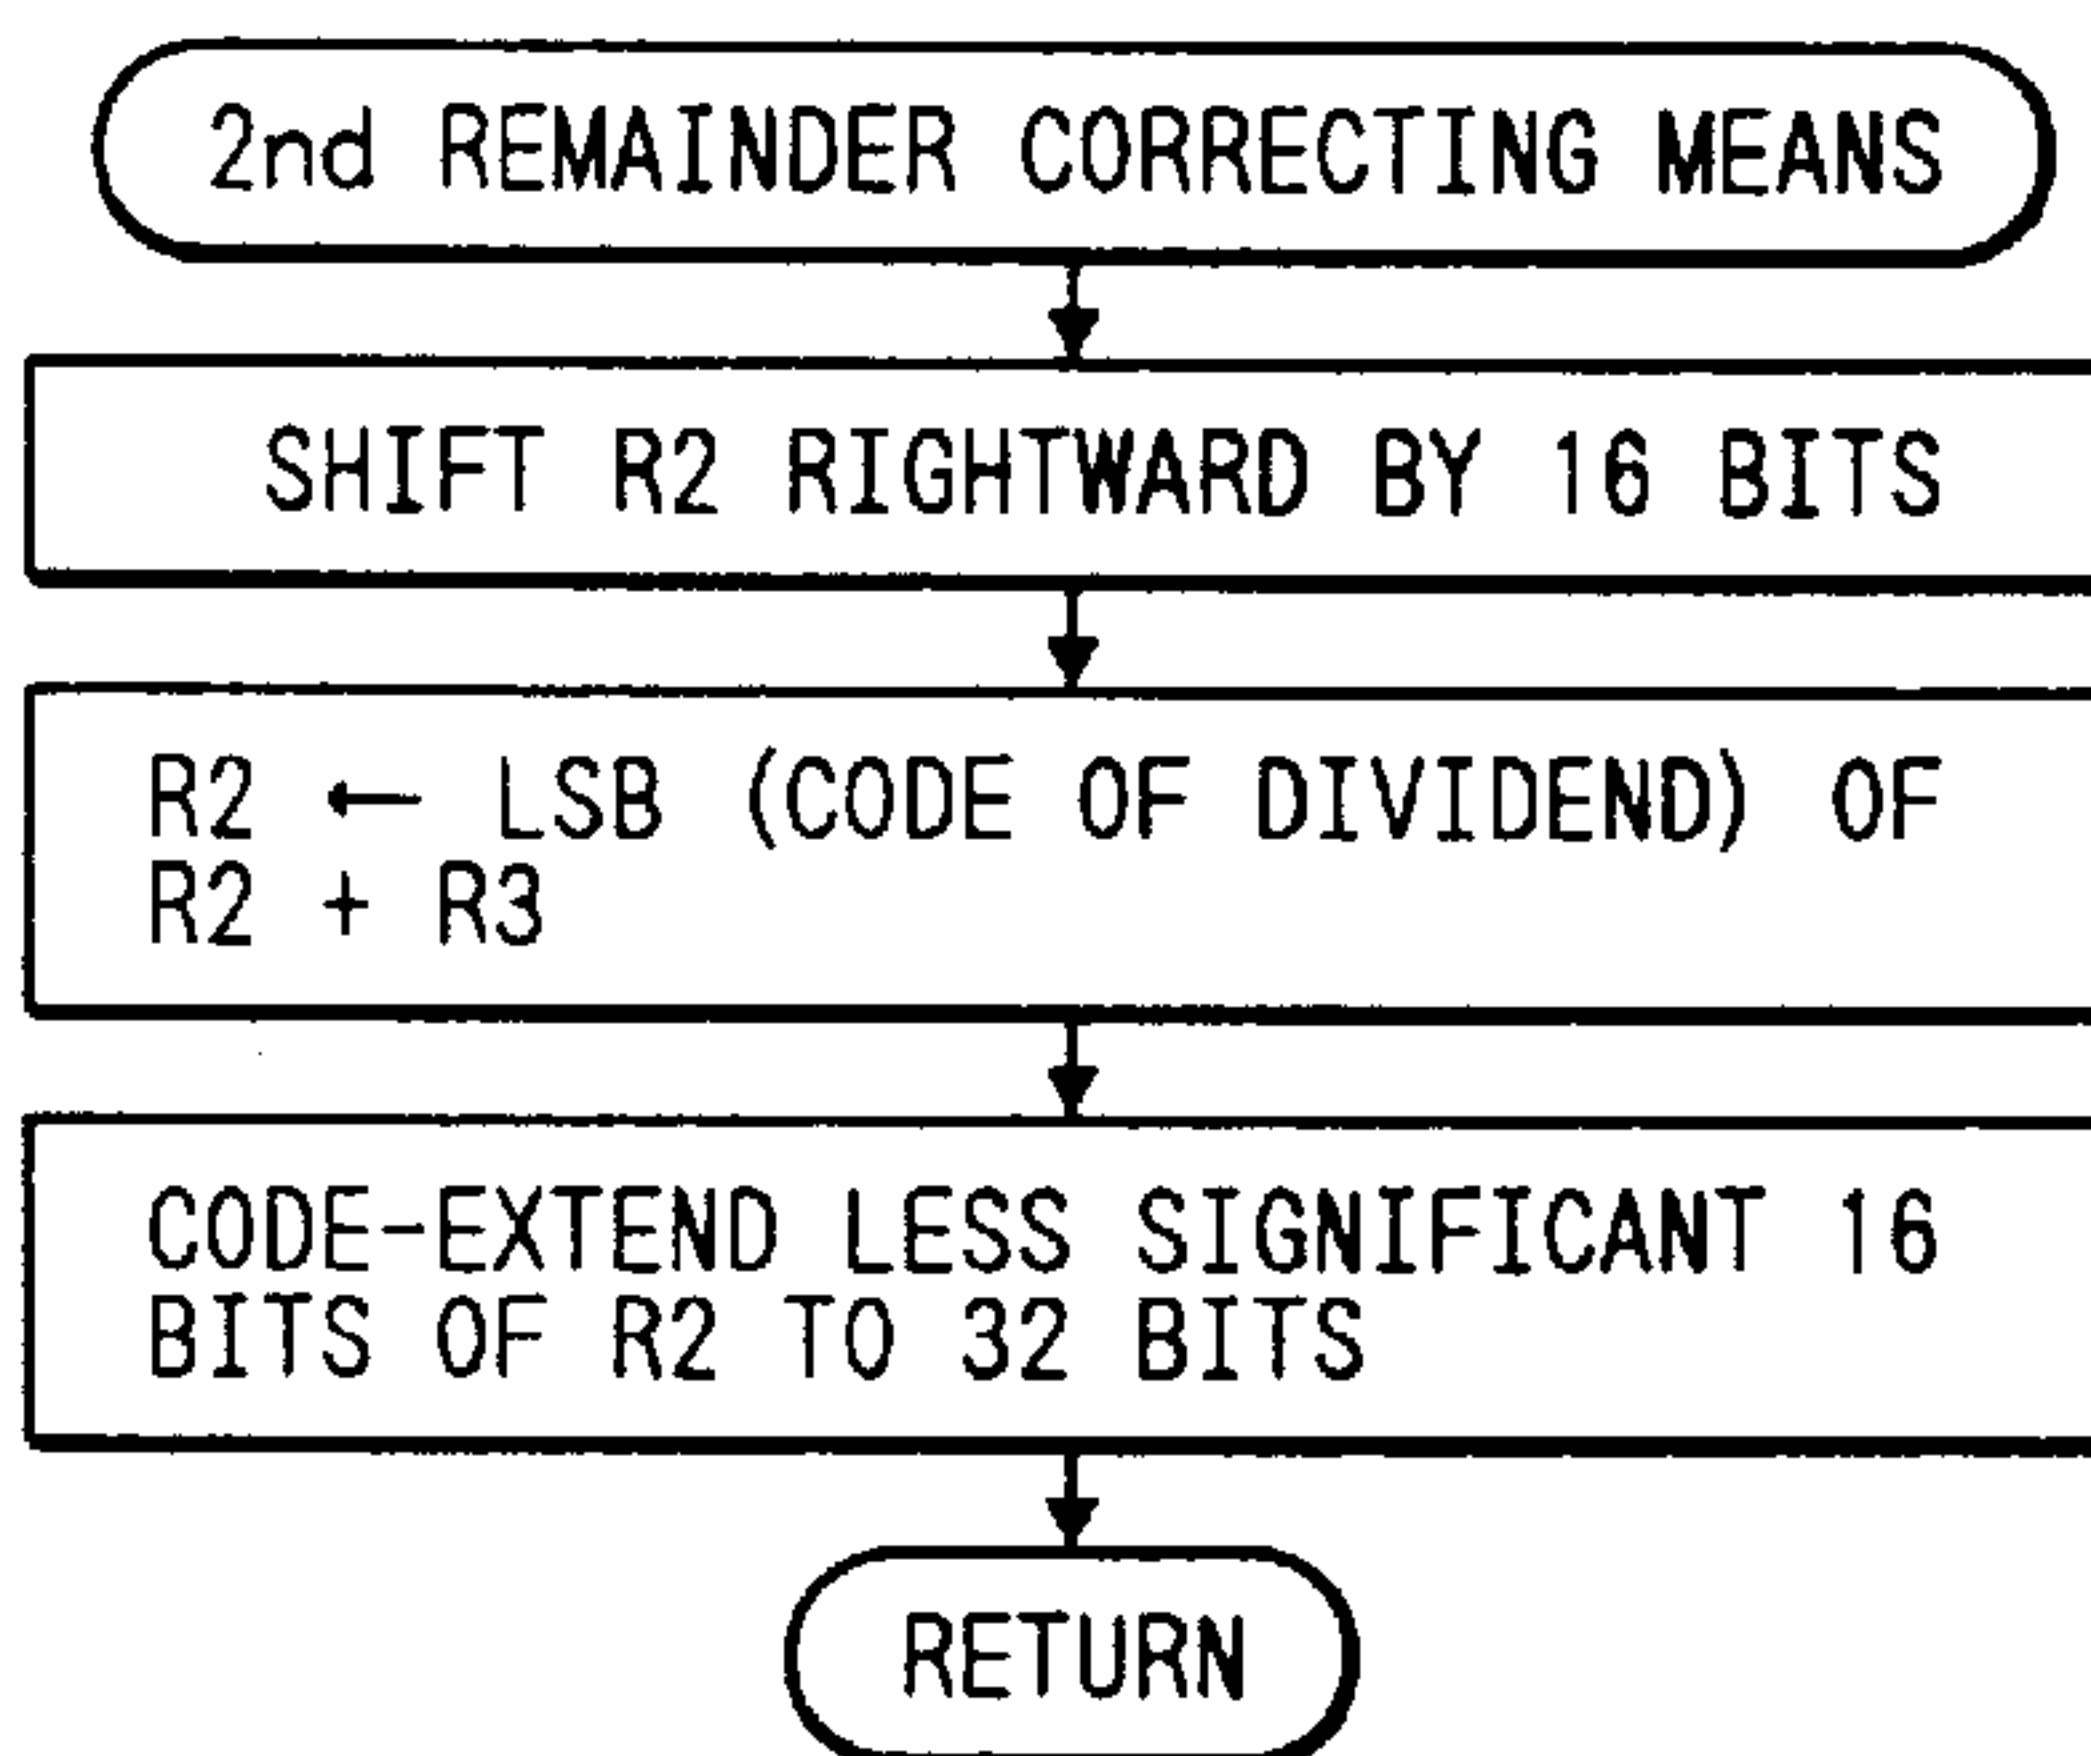 2nd REMAINDER CORRECTING MEANS
SHIFT R2 RIGHTWARD BY 16 BITS
R2 ← LSB (CODE OF DIVIDEND) OF
R2 + R3
CODE-EXTEND LESS SIGNIFICANT 16
BITS OF R2 TO 32 BITS
RETURN